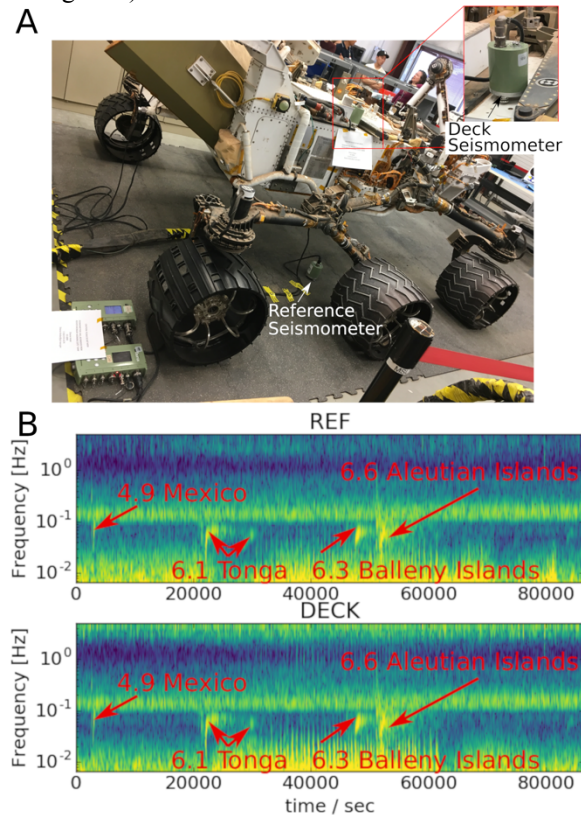 A
Deck
Seismometer
Reference
Seismometer
B
REF
Frequency [Hz]
10⁰
10⁻¹
10⁻²
4.9 Mexico
6.6 Aleutian Islands
6.1 Tonga
6.3 Balleny Islands
0
20000
40000
60000
80000
DECK
Frequency [Hz]
10⁰
10⁻¹
10⁻²
4.9 Mexico
6.6 Aleutian Islands
6.1 Tonga
6.3 Balleny Islands
0
20000
40000
60000
80000
time / sec